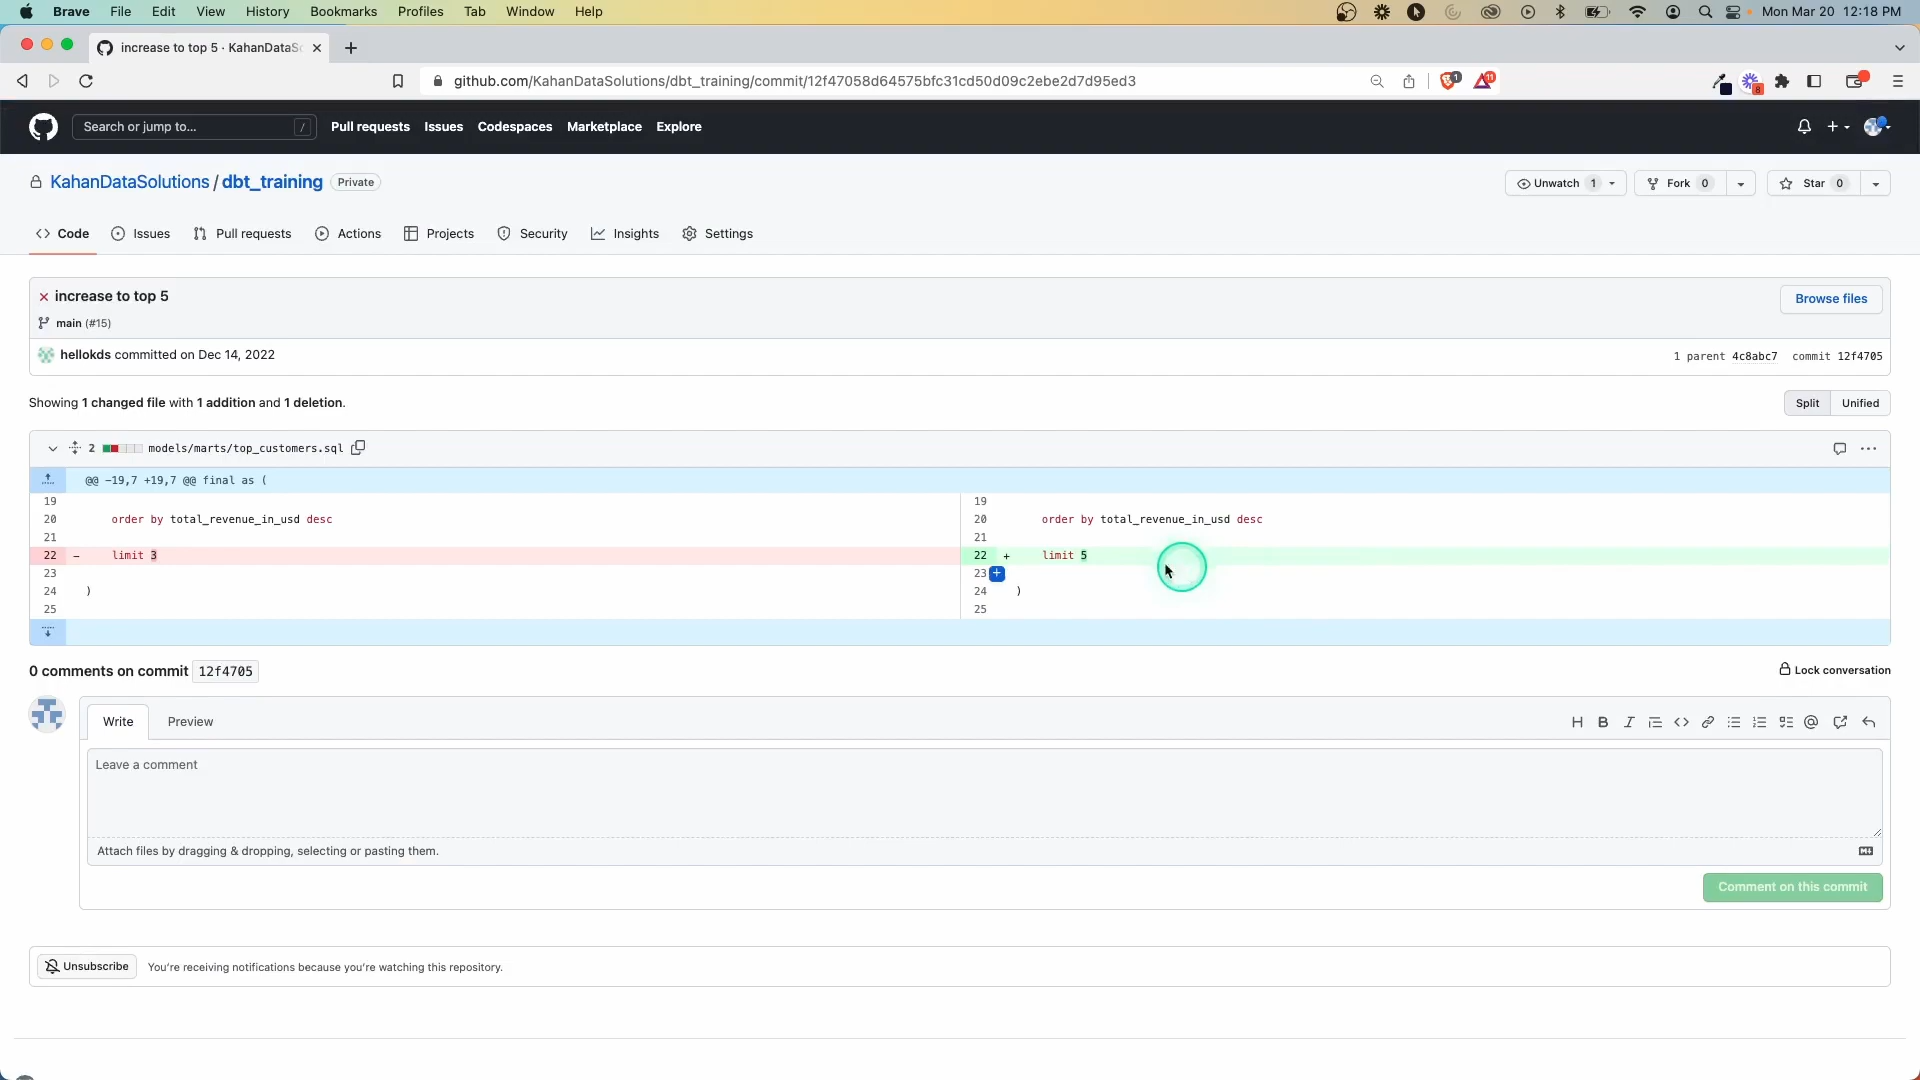 Brave File Edit View History Bookmarks Profiles Tab Window Help Mon Mar 20 12:18 PM
increase to top 5 · KahanDataSo
github.com/KahanDataSolutions/dbt_training/commit/12f47058d64575bfc31cd50d09c2ebe2d7d95ed3 1 11 8
Search or jump to... / Pull requests Issues Codespaces Marketplace Explore
KahanDataSolutions / dbt_training Private Unwatch 1 Fork 0 Star 0
Code Issues Pull requests Actions Projects Security Insights Settings
increase to top 5 Browse files
main (#15)
hellokds committed on Dec 14, 2022 1 parent 4c8abc7 commit 12f4705
Showing 1 changed file with 1 addition and 1 deletion. Split Unified
2 models/marts/top_customers.sql
@@ -19,7 +19,7 @@ final as (
19 19
20 order by total_revenue_in_usd desc 20 order by total_revenue_in_usd desc
21 21
22 - limit 3 22 + limit 5
23 23
24 ) 24 )
25 25
0 comments on commit 12f4705 Lock conversation
Write Preview
Leave a comment
Attach files by dragging & dropping, selecting or pasting them.
Comment on this commit
Unsubscribe You're receiving notifications because you're watching this repository.